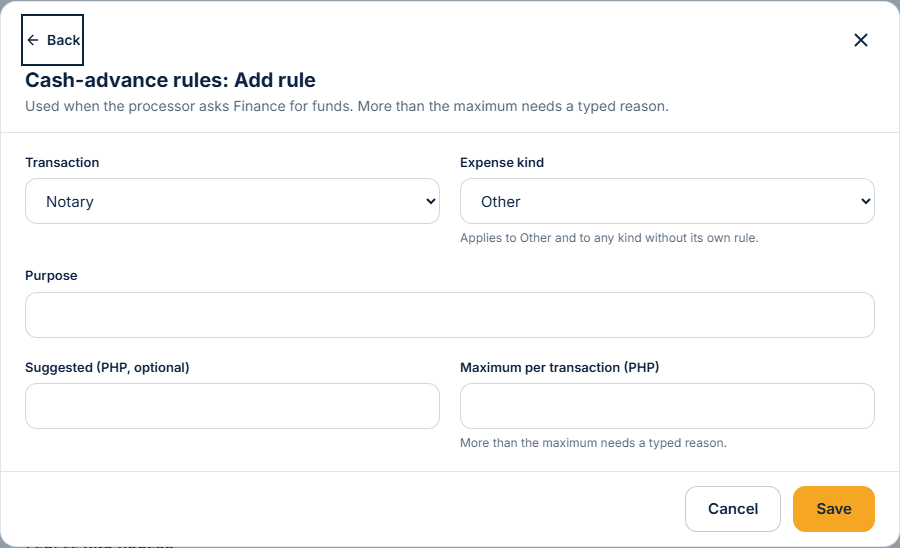 Back
Cash-advance rules: Add rule
Used when the processor asks Finance for funds. More than the maximum needs a typed reason.
Transaction
Expense kind
Notary
Other
Applies to Other and to any kind without its own rule.
Purpose
Suggested (PHP, optional)
Maximum per transaction (PHP)
More than the maximum needs a typed reason.
Cancel
Save